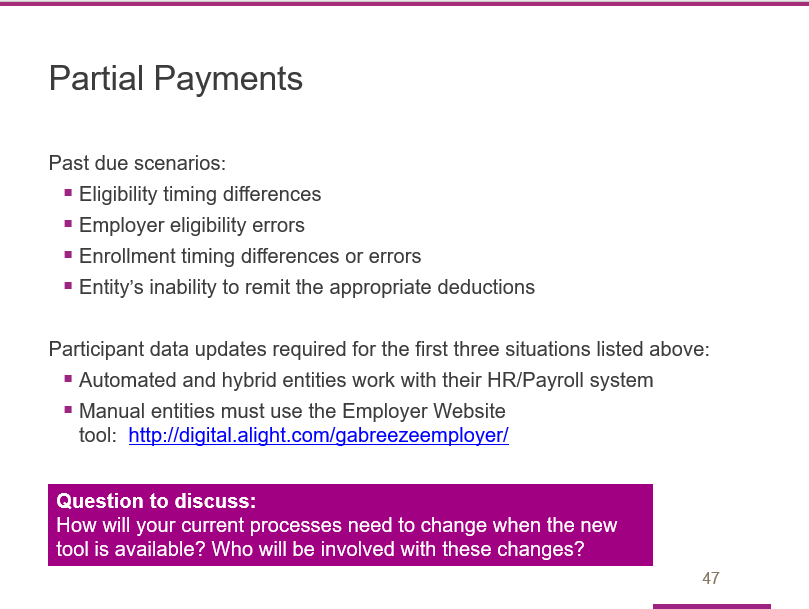 Partial Payments
Past due scenarios:
▪ Eligibility timing differences
▪ Employer eligibility errors
▪ Enrollment timing differences or errors
▪ Entity’s inability to remit the appropriate deductions
Participant data updates required for the first three situations listed above:
▪ Automated and hybrid entities work with their HR/Payroll system
▪ Manual entities must use the Employer Website
tool:  http://digital.alight.com/gabreezeemployer/
Question to discuss:
How will your current processes need to change when the new
tool is available? Who will be involved with these changes?
47